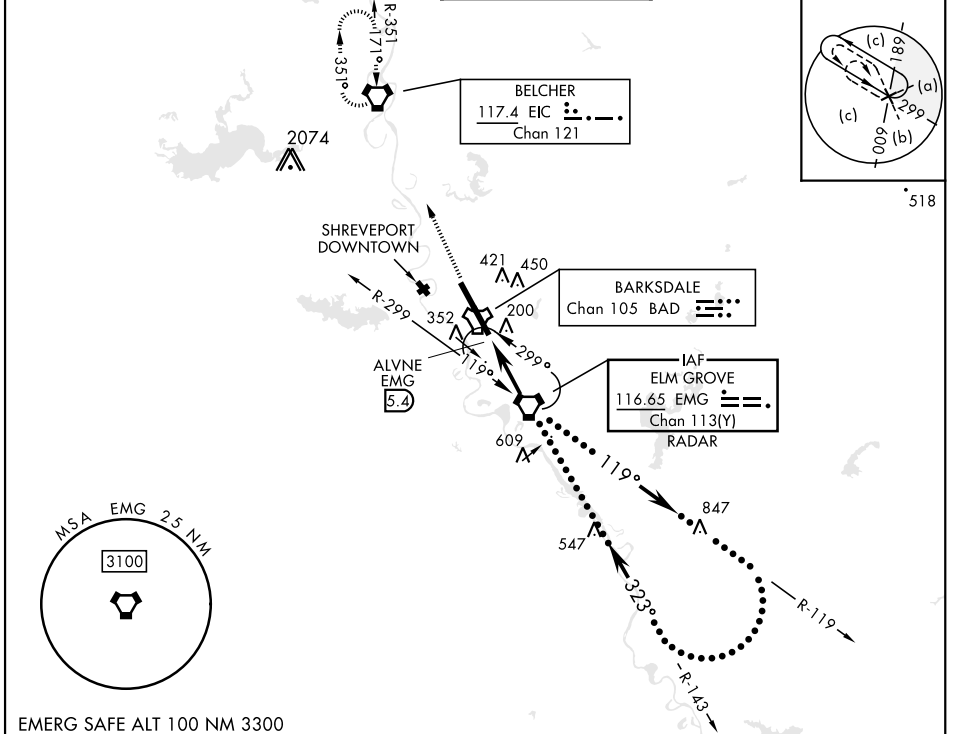 R-351
171°
351°
BELCHER
117.4 EIC
Chan 121
2074
(c)
189
(a)
299
(c)
(b)
009
518
SHREVEPORT
DOWNTOWN
421
450
BARKSDALE
Chan 105 BAD
R-299
352
200
299°
119°
ALVNE
EMG
5.4
IAF
ELM GROVE
116.65 EMG
Chan 113(Y)
RADAR
609
119°
847
547
323°
R-119
R-143
MSA EMG 25 NM
3100
EMERG SAFE ALT 100 NM 3300